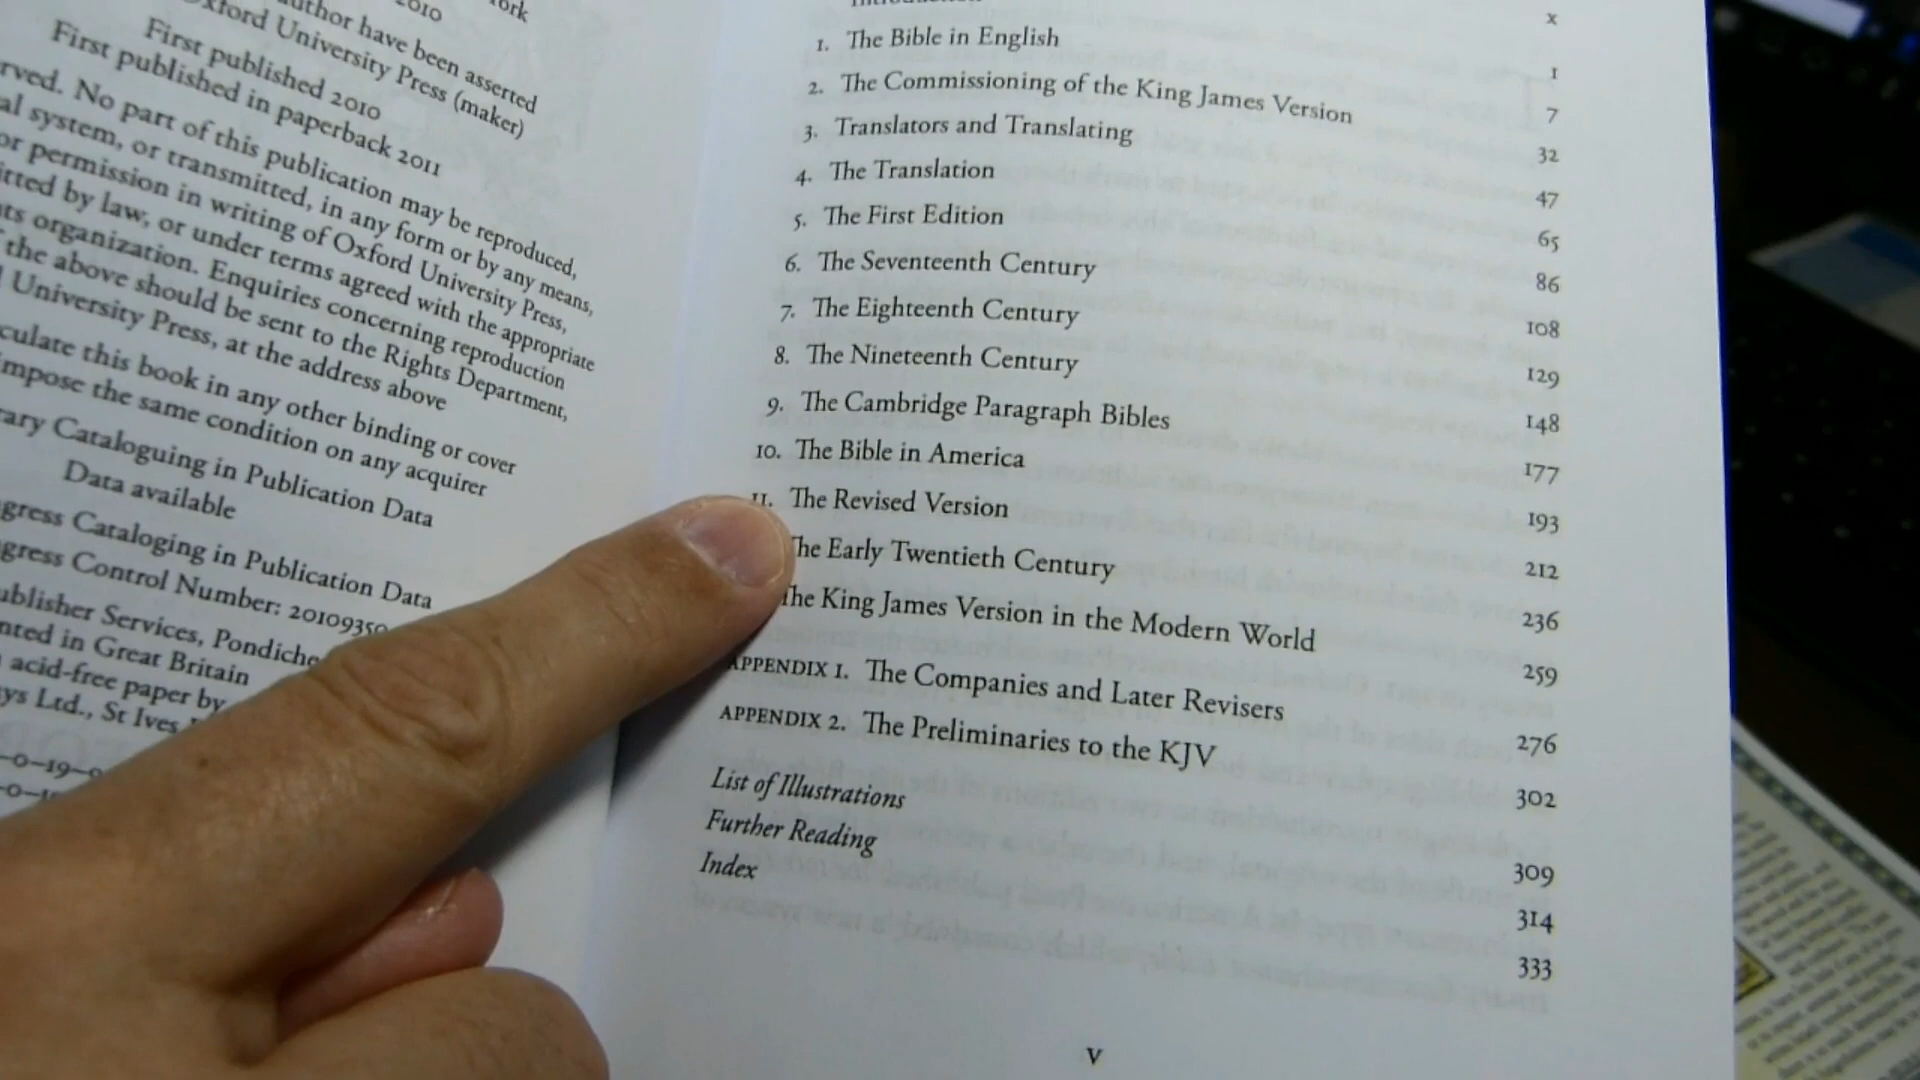 2010
York
author have been asserted
Oxford University Press (maker)
First published 2010
First published in paperback 2011
rved. No part of this publication may be reproduced,
al system, or transmitted, in any form or by any means,
or permission in writing of Oxford University Press,
itted by law, or under terms agreed with the appropriate
ts organization. Enquiries concerning reproduction
the above should be sent to the Rights Department,
University Press, at the address above
culate this book in any other binding or cover
mpose the same condition on any acquirer
rary Cataloguing in Publication Data
Data available
gress Cataloging in Publication Data
gress Control Number: 20109350
ublisher Services, Pondiche
nted in Great Britain
acid-free paper by
ys Ltd., St Ives
-0-19-0
Introduction x
1. The Bible in English 1
2. The Commissioning of the King James Version 7
3. Translators and Translating 32
4. The Translation 47
5. The First Edition 65
6. The Seventeenth Century 86
7. The Eighteenth Century 108
8. The Nineteenth Century 129
9. The Cambridge Paragraph Bibles 148
10. The Bible in America 177
11. The Revised Version 193
The Early Twentieth Century 212
The King James Version in the Modern World 236
259
APPENDIX 1. The Companies and Later Revisers 276
APPENDIX 2. The Preliminaries to the KJV 302
List of Illustrations 309
Further Reading 314
Index 333
v